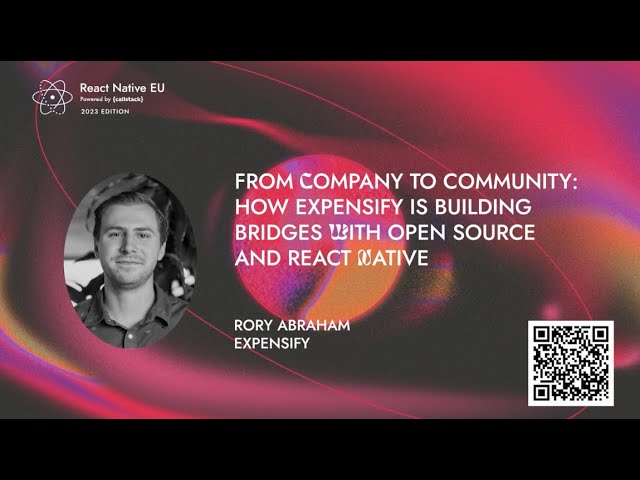 React Native EU
Powered by {callstack}
2023 EDITION
FROM COMPANY TO COMMUNITY:
HOW EXPENSIFY IS BUILDING
BRIDGES WITH OPEN SOURCE
AND REACT NATIVE
RORY ABRAHAM
EXPENSIFY